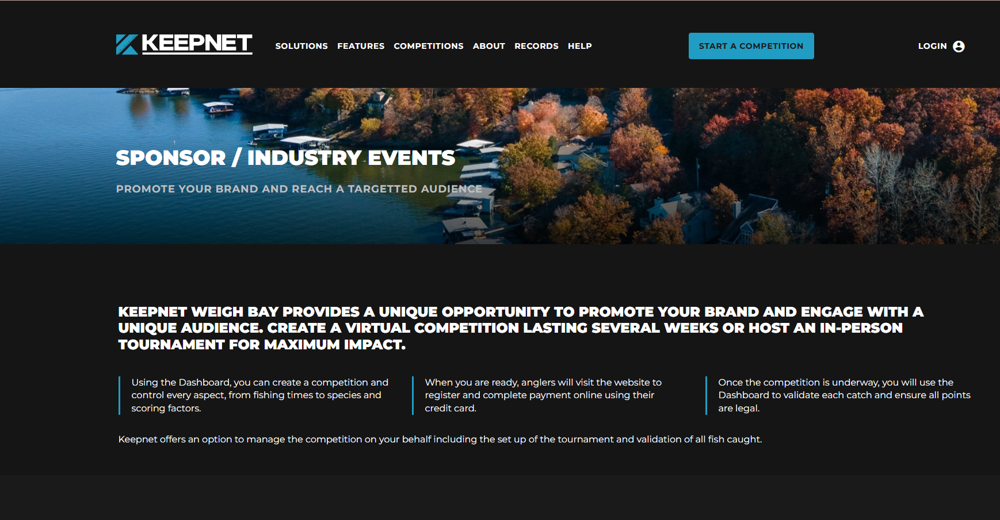 KEEPNET
SOLUTIONS FEATURES COMPETITIONS ABOUT RECORDS HELP
START A COMPETITION
LOGIN
SPONSOR / INDUSTRY EVENTS
PROMOTE YOUR BRAND AND REACH A TARGETTED AUDIENCE
KEEPNET WEIGH BAY PROVIDES A UNIQUE OPPORTUNITY TO PROMOTE YOUR BRAND AND ENGAGE WITH A
UNIQUE AUDIENCE. CREATE A VIRTUAL COMPETITION LASTING SEVERAL WEEKS OR HOST AN IN-PERSON
TOURNAMENT FOR MAXIMUM IMPACT.
Using the Dashboard, you can create a competition and
control every aspect, from fishing times to species and
scoring factors.
When you are ready, anglers will visit the website to
register and complete payment online using their
credit card.
Once the competition is underway, you will use the
Dashboard to validate each catch and ensure all points
are legal.
Keepnet offers an option to manage the competition on your behalf including the set up of the tournament and validation of all fish caught.